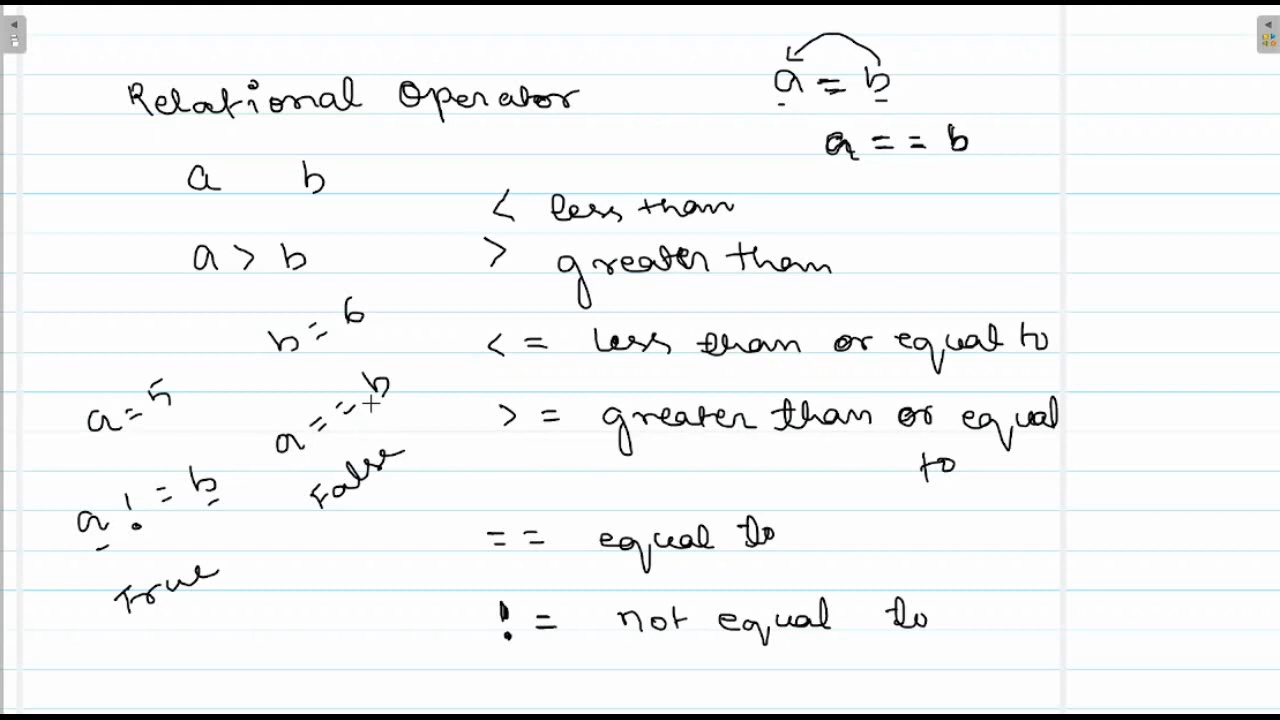 Relational Operator
a = b
a == b
a b
< less than
a > b
> greater than
b = 6
<= less than or equal to
a = 5
a == b
>= greater than or equal
to
False
a != b
== equal to
True
!= not equal to